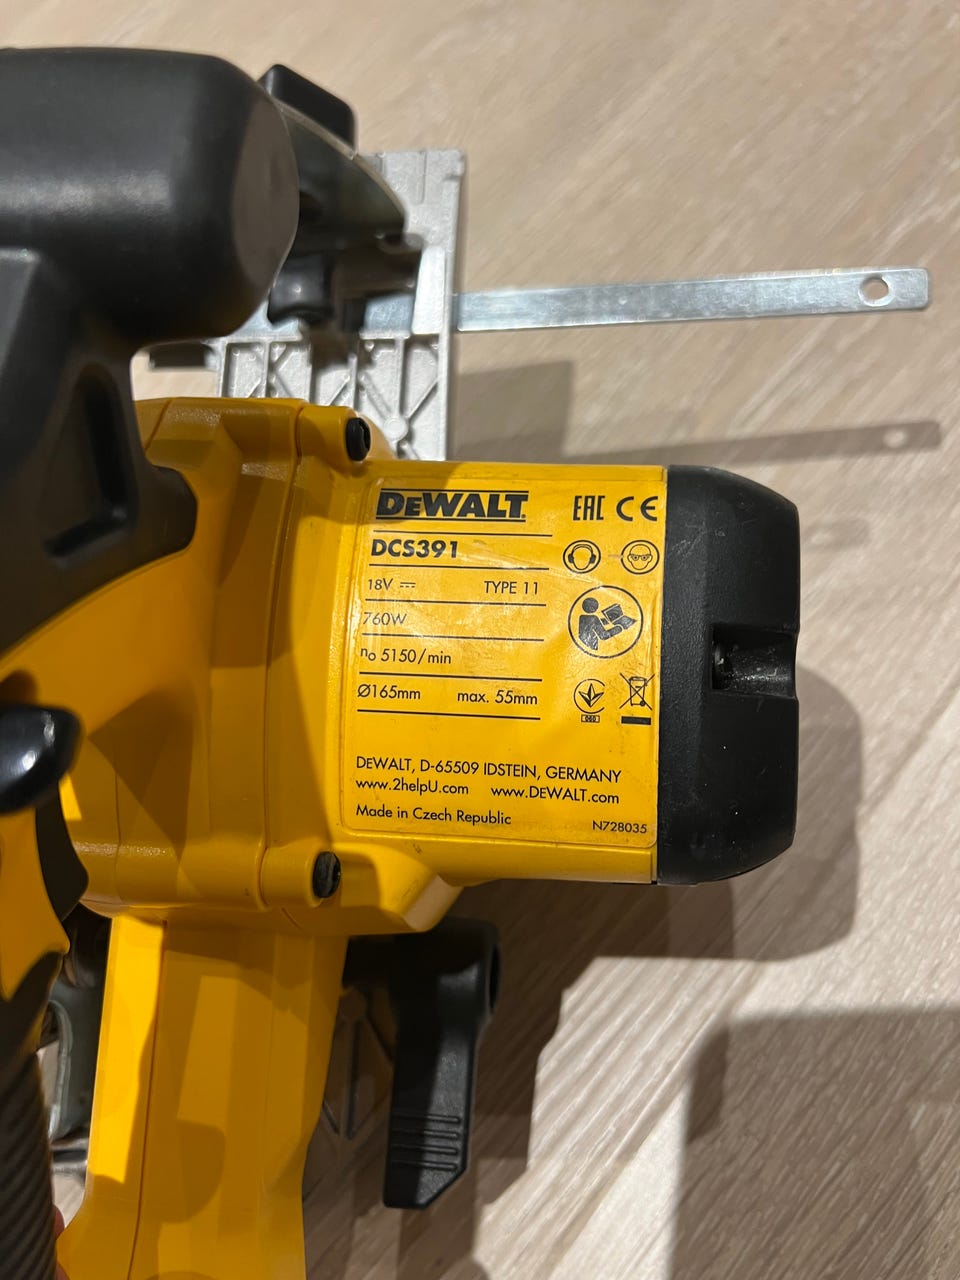 DEWALT EAC CE
DCS391
18V ⎓ TYPE 11
760W
n₀ 5150/min
Ø165mm max. 55mm
DEWALT, D-65509 IDSTEIN, GERMANY
www.2helpU.com www.DEWALT.com
Made in Czech Republic N728035